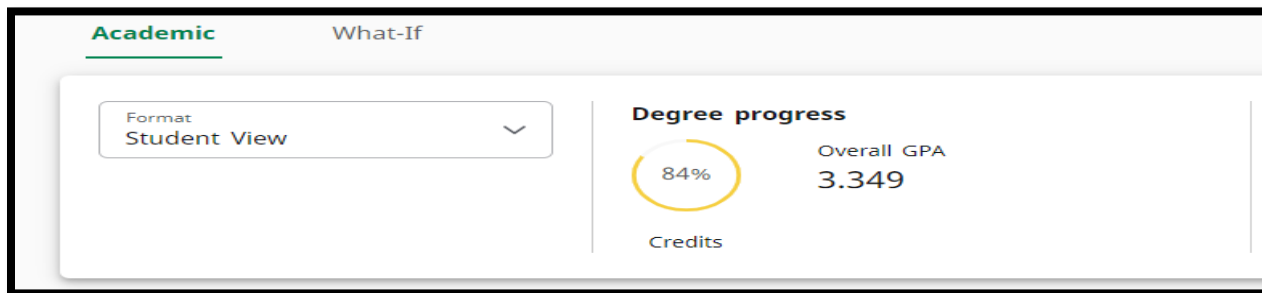 Academic What-If
Format
Student View
Degree progress
84%
Overall GPA
3.349
Credits